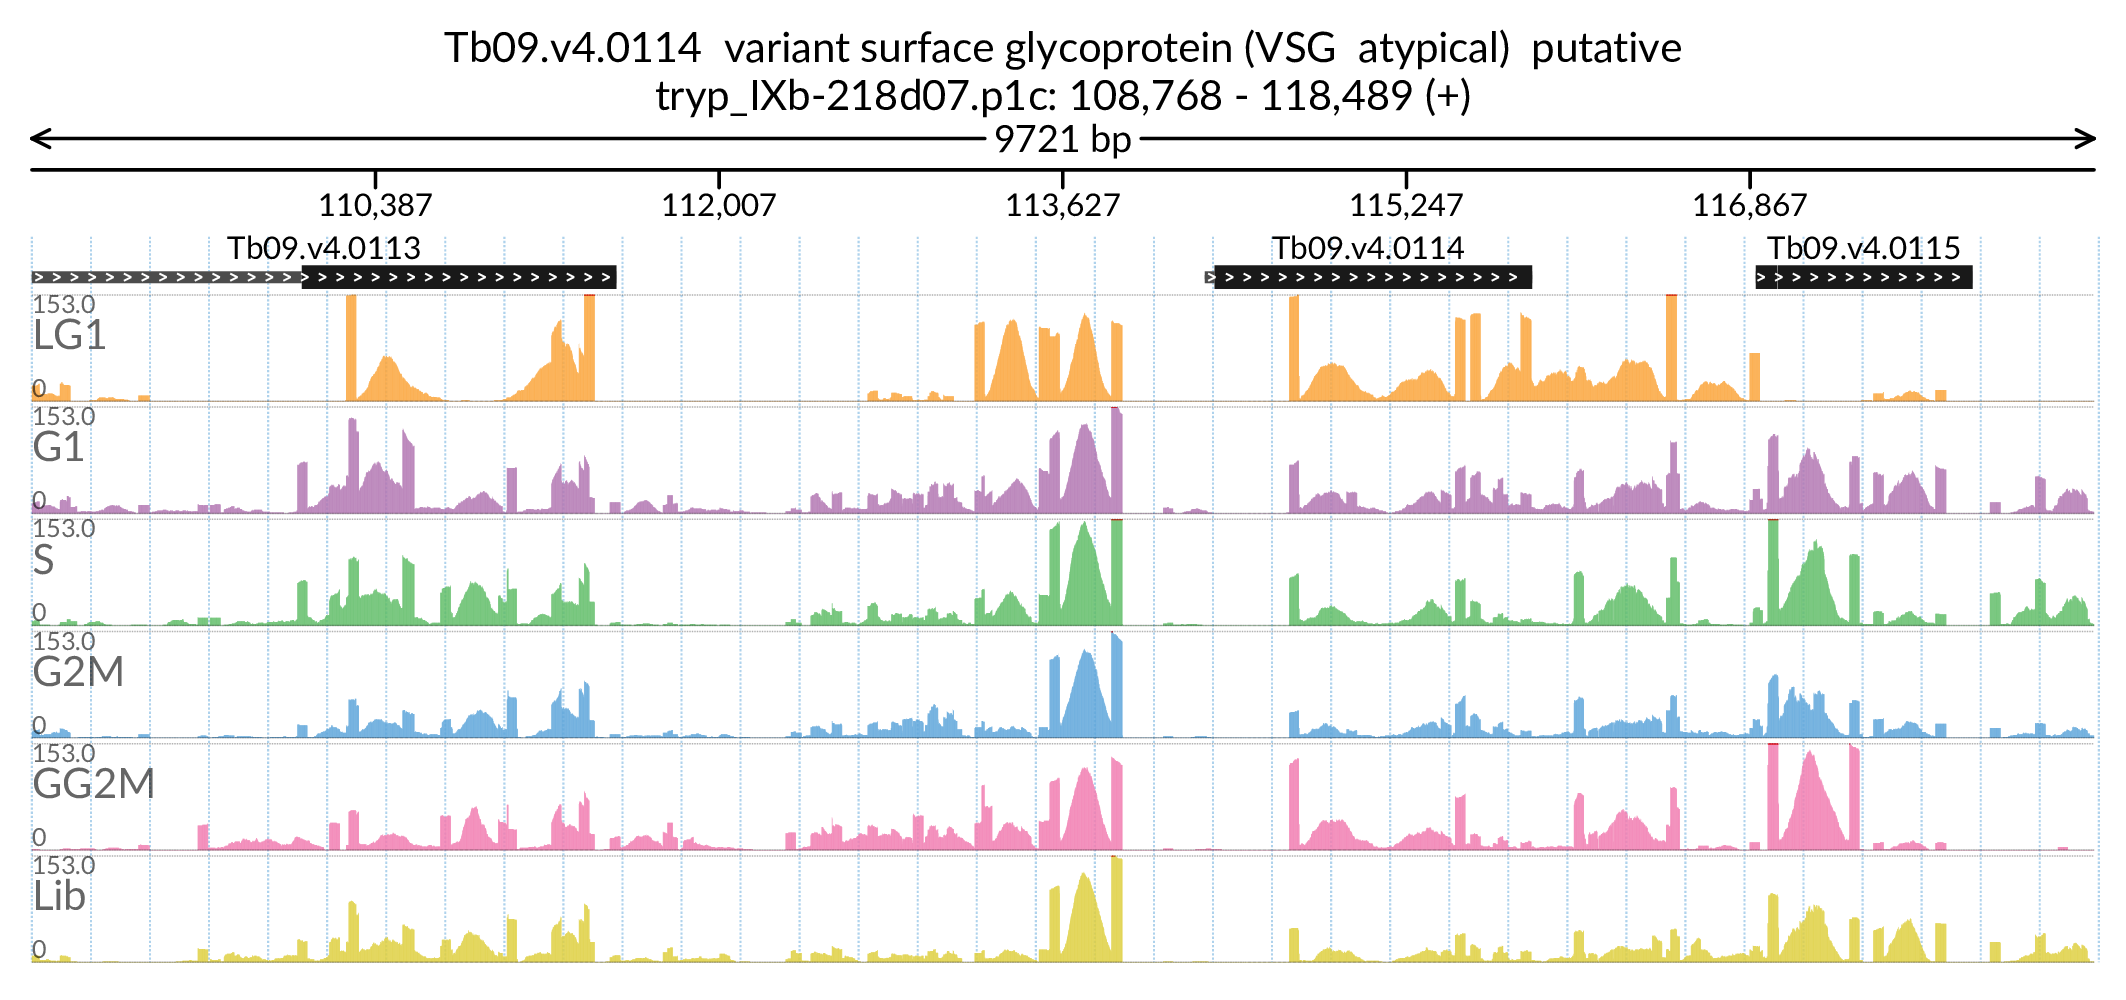 Tb09.v4.0114 variant surface glycoprotein (VSG atypical) putative
tryp_IXb-218d07.p1c: 108,768 - 118,489 (+)
9721 bp
110,387 112,007 113,627 115,247 116,867
Tb09.v4.0113 Tb09.v4.0114 Tb09.v4.0115
153.0
LG1
0
153.0
G1
0
153.0
S
0
153.0
G2M
0
153.0
GG2M
0
153.0
Lib
0